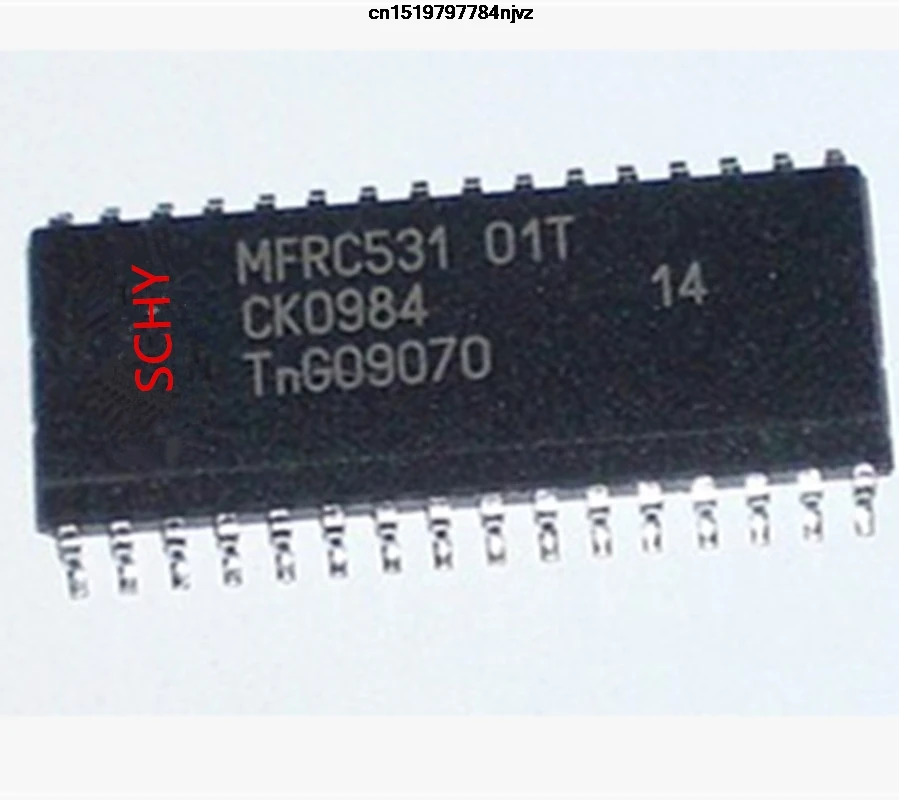 cn1519797784njvz
MFRC531 01T
CK0984
TnG09070
14
SCHY